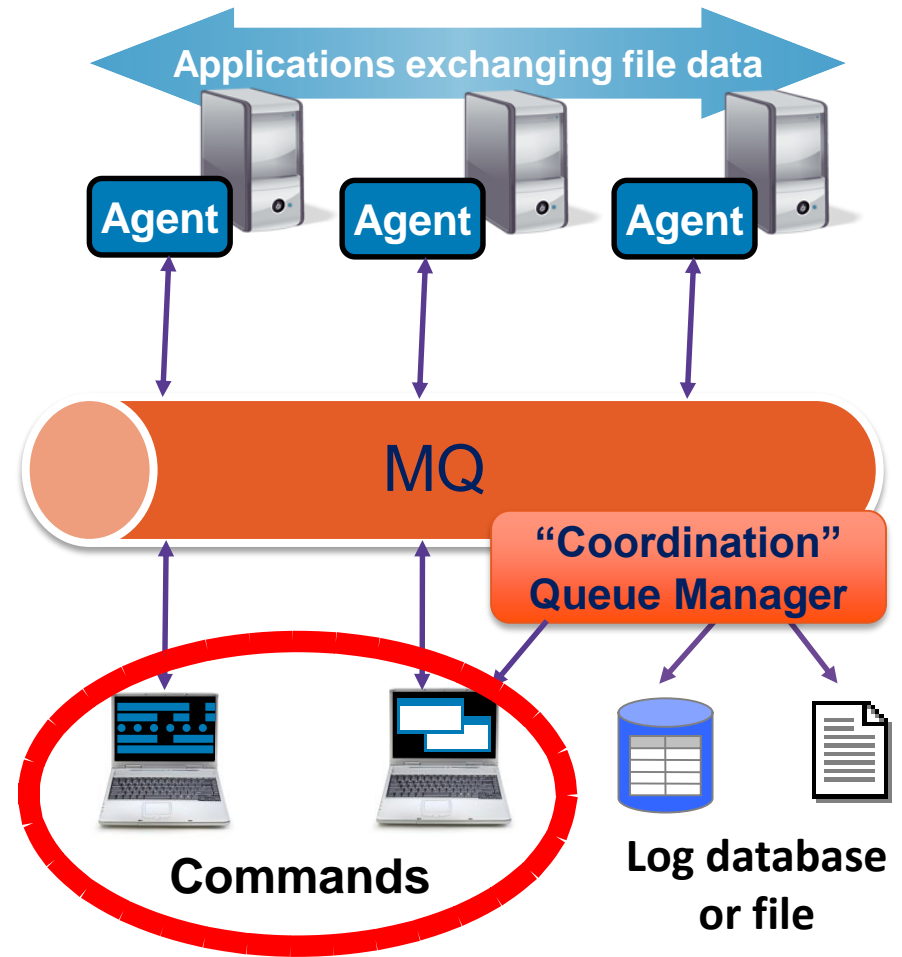 Applications exchanging file data
Agent
Agent
Agent
MQ
“Coordination”
Queue Manager
Commands
Log database
or file